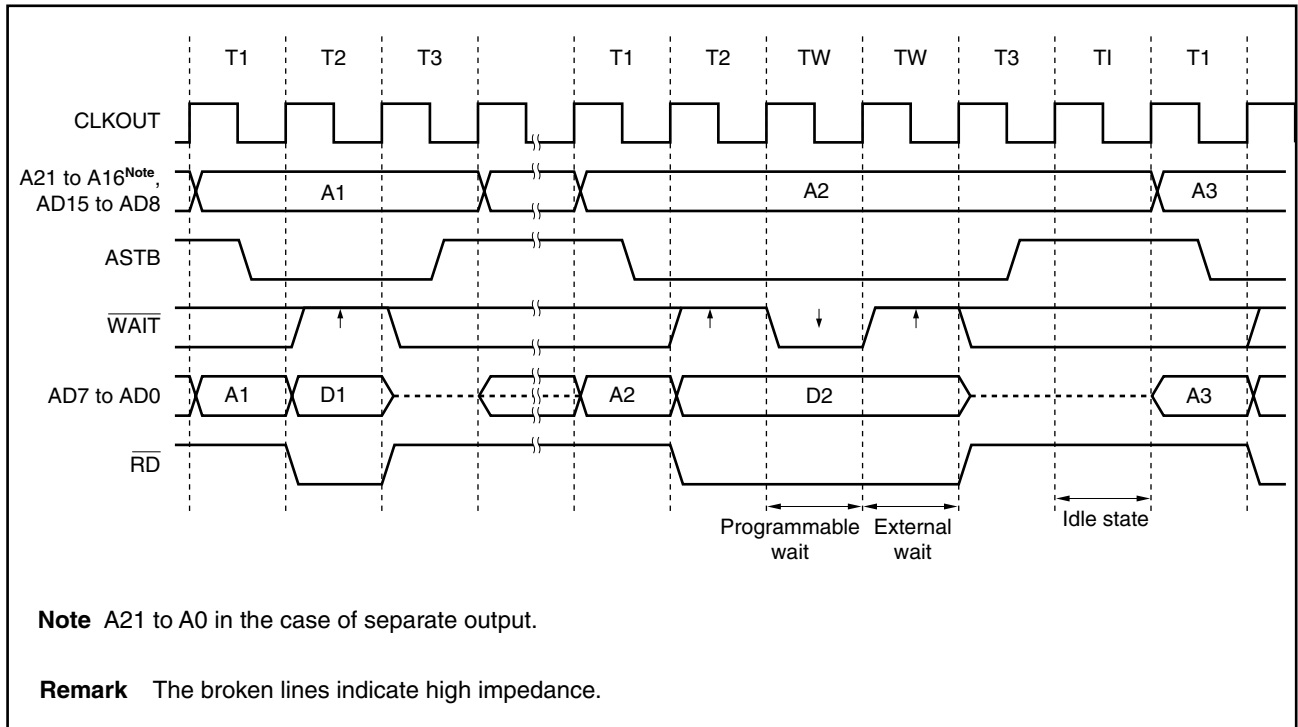 T1 T2 T3 T1 T2 TW TW T3 TI T1
CLKOUT
A21 to A16Note,
AD15 to AD8
A1 A2 A3
ASTB
WAIT
AD7 to AD0 A1 D1 A2 D2 A3
RD
Programmable
wait
External
wait
Idle state
Note A21 to A0 in the case of separate output.
Remark The broken lines indicate high impedance.